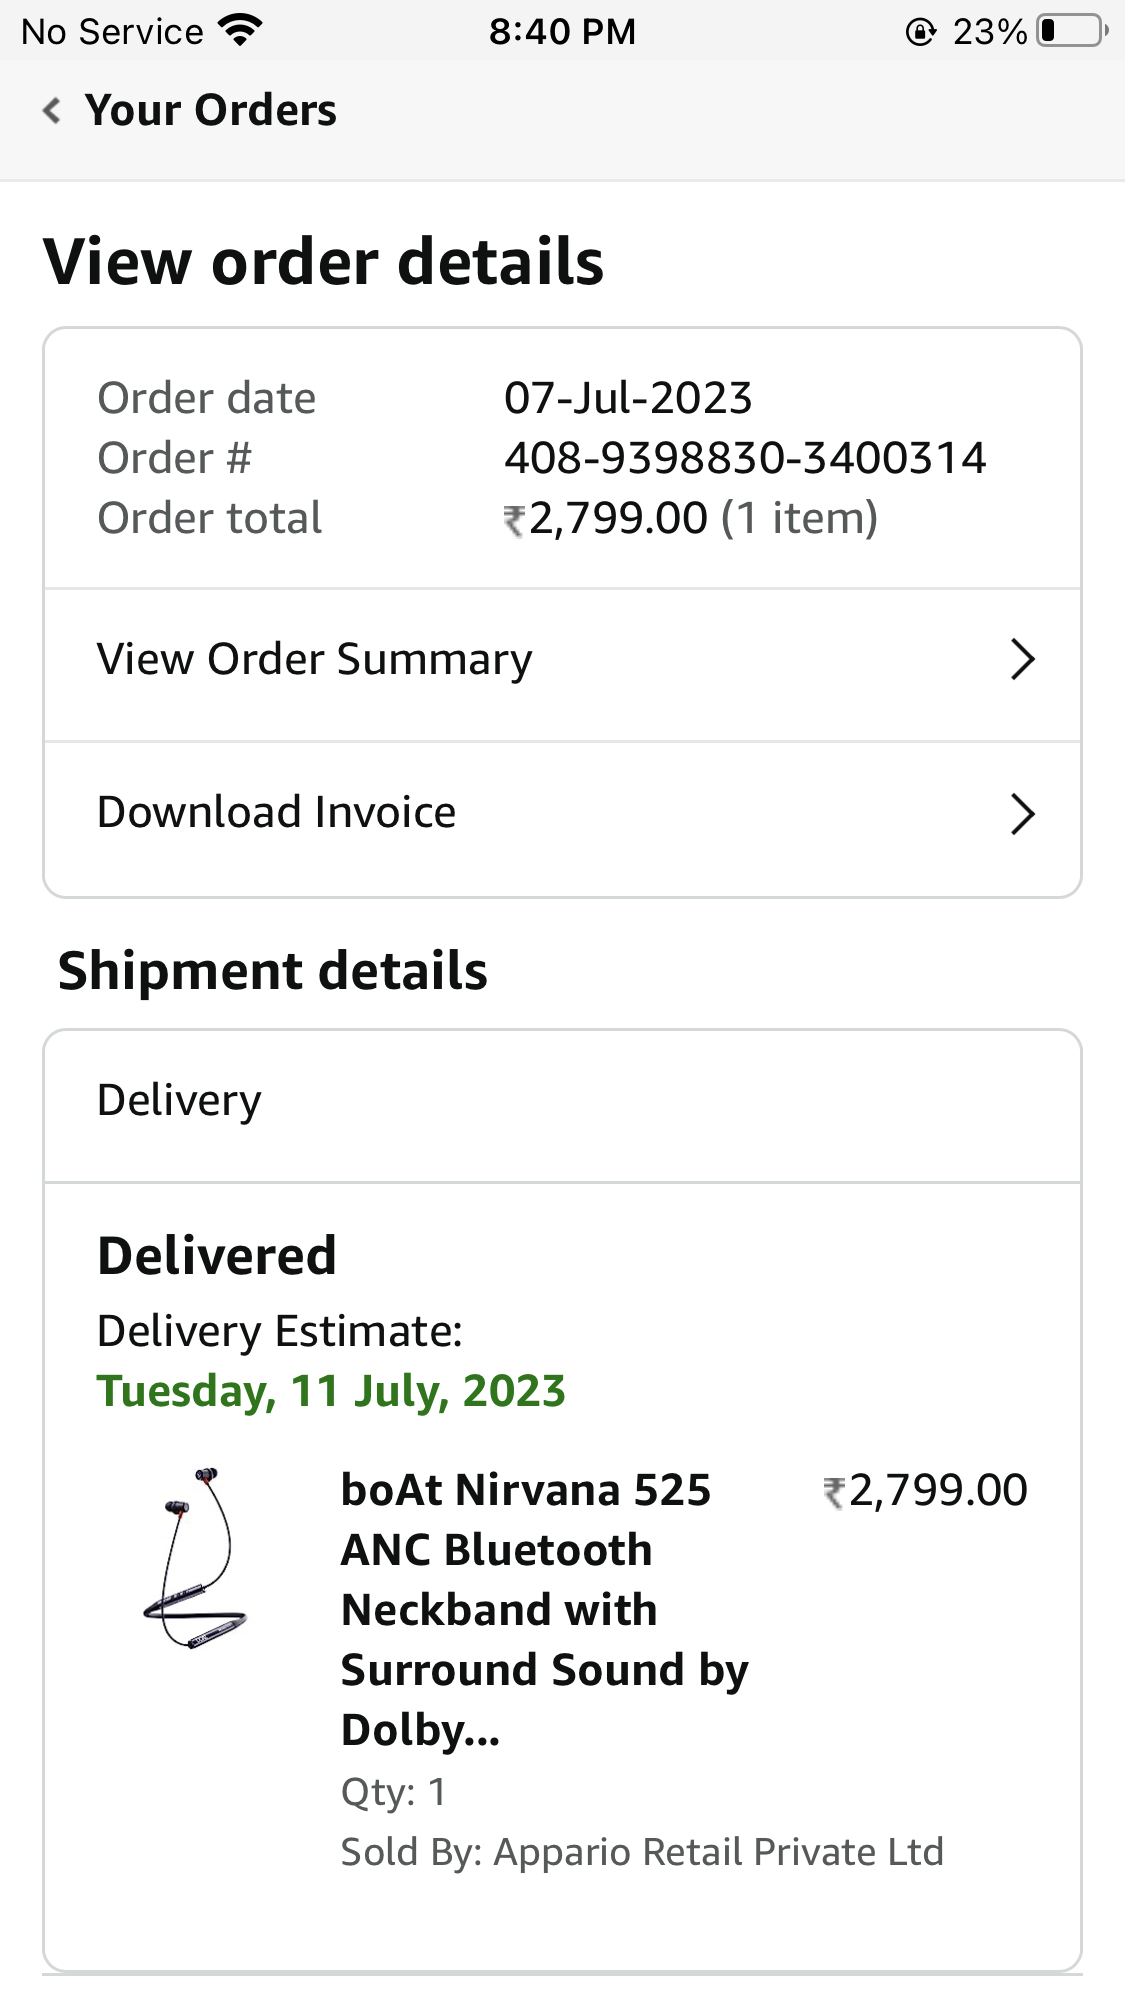 No Service 8:40 PM 23%
Your Orders
View order details
Order date 07-Jul-2023
Order # 408-9398830-3400314
Order total ₹2,799.00 (1 item)
View Order Summary
Download Invoice
Shipment details
Delivery
Delivered
Delivery Estimate:
Tuesday, 11 July, 2023
boAt Nirvana 525 ₹2,799.00
ANC Bluetooth
Neckband with
Surround Sound by
Dolby...
Qty: 1
Sold By: Appario Retail Private Ltd